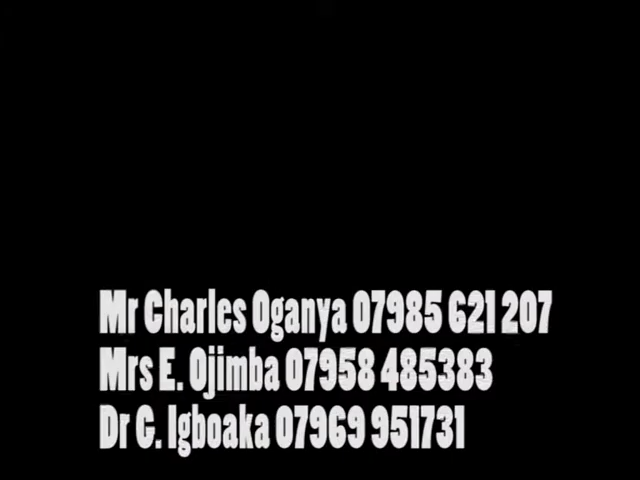 Mr Charles Oganya 07985 621 207
Mrs E. Ojimba 07958 485383
Dr C. Igboaka 07969 951731